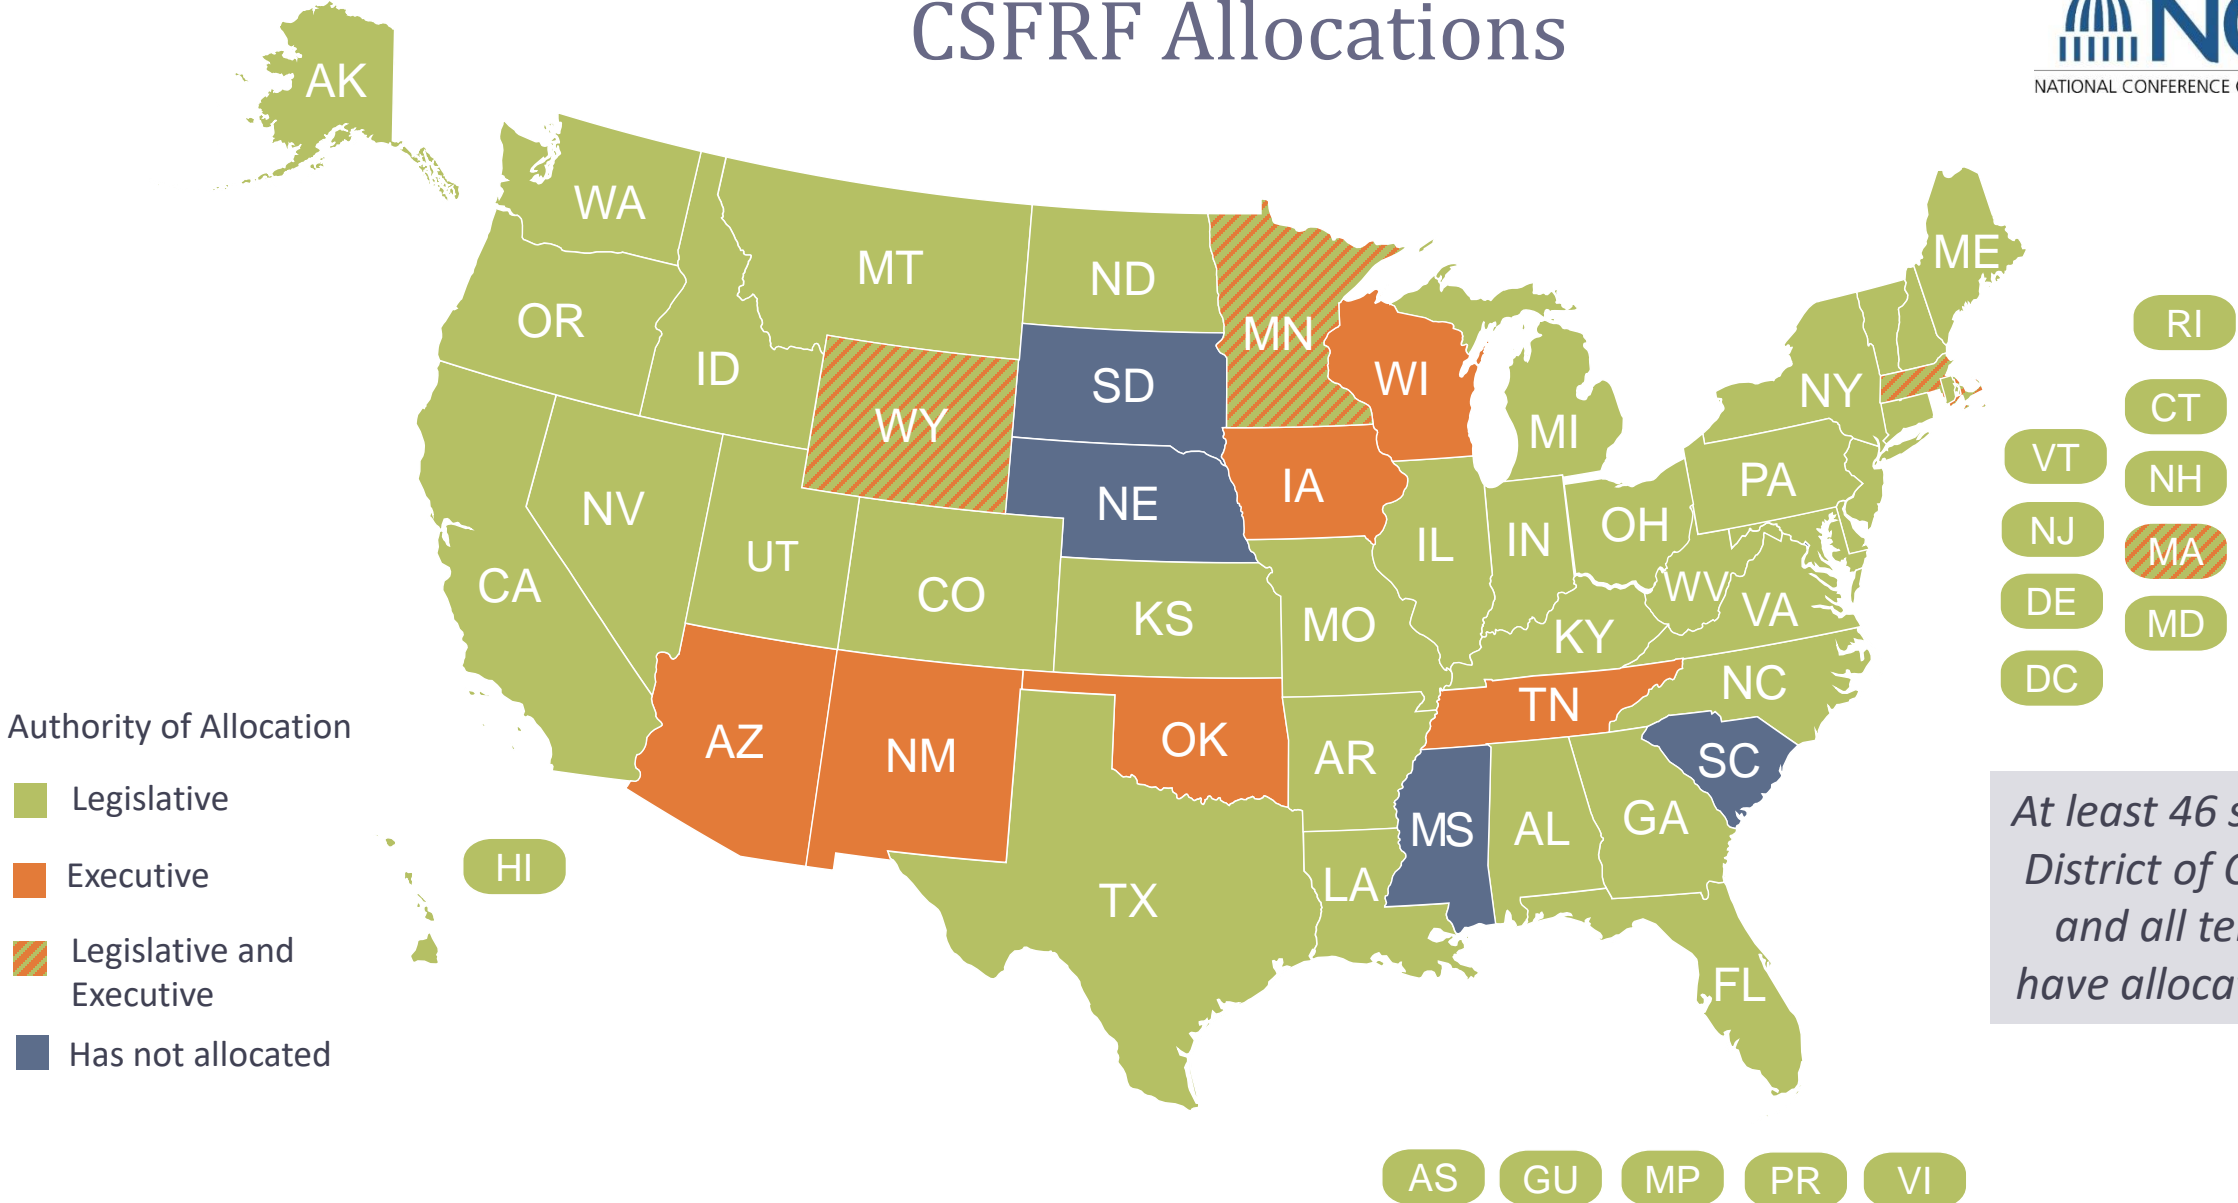 CSFRF Allocations
NATIONAL CONFERENCE
AK
WA
MT
ND
MN
ME
OR
ID
SD
WI
NY
RI
WY
MI
CT
NE
IA
PA
VT
NH
NV
UT
CO
IL
IN
OH
NJ
MA
CA
KS
MO
WV
VA
DE
MD
KY
NC
DC
AZ
NM
OK
TN
AR
SC
MS
AL
GA
HI
TX
LA
FL
Authority of Allocation
Legislative
Executive
Legislative and
Executive
Has not allocated
At least 46
District of
and all
have
AS GU MP PR VI